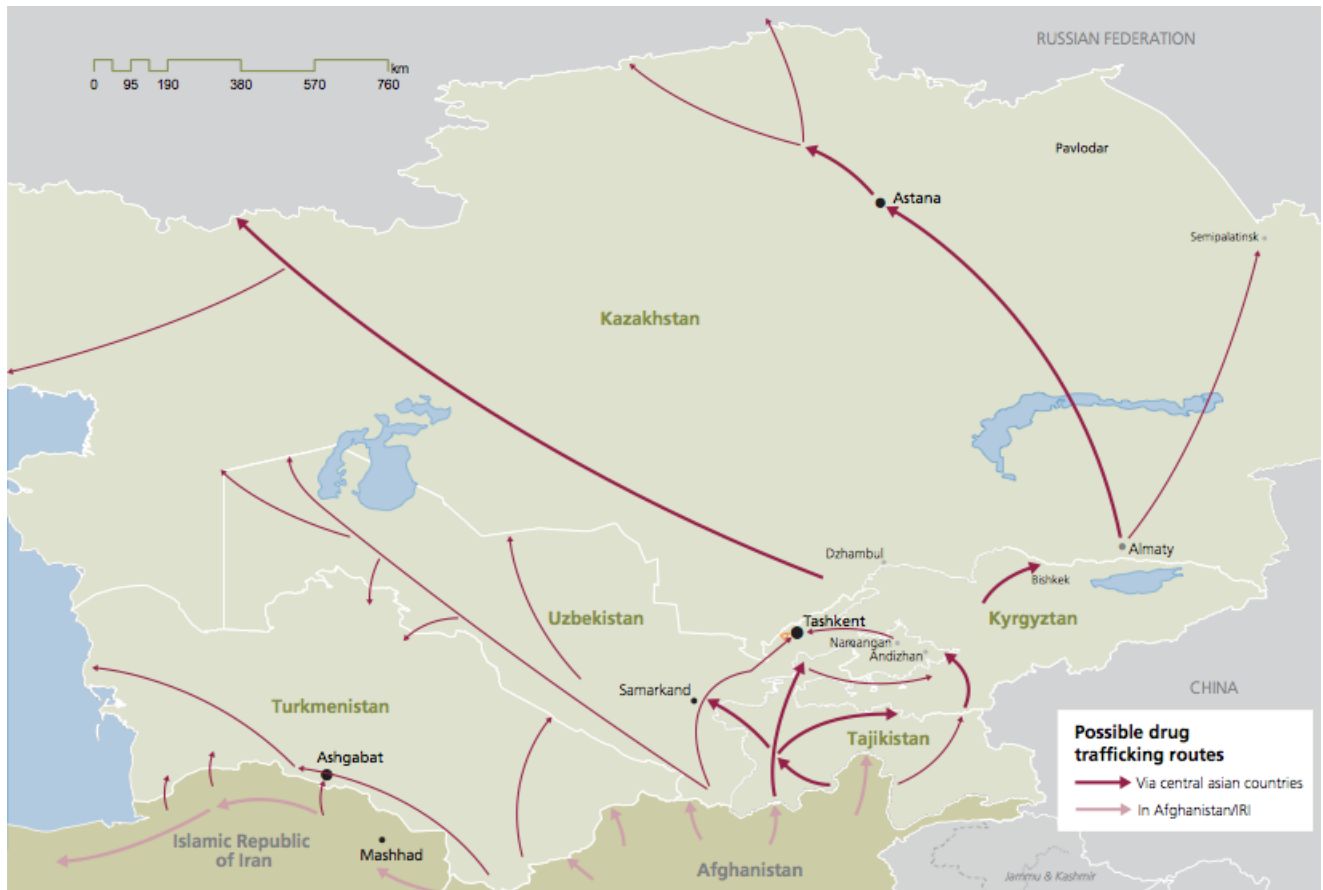 RUSSIAN FEDERATION
km
0 95 190 380 570 760
Pavlodar
Astana
Semipalatinsk
Kazakhstan
Dzhambul
Almaty
Bishkek
Kyrgyztan
Uzbekistan
Tashkent
Namangan
Andizhan
Samarkand
CHINA
Turkmenistan
Tajikistan
Ashgabat
Islamic Republic
of Iran
Mashhad
Afghanistan
Jammu & Kashmir
Possible drug
trafficking routes
Via central asian countries
In Afghanistan/IRI